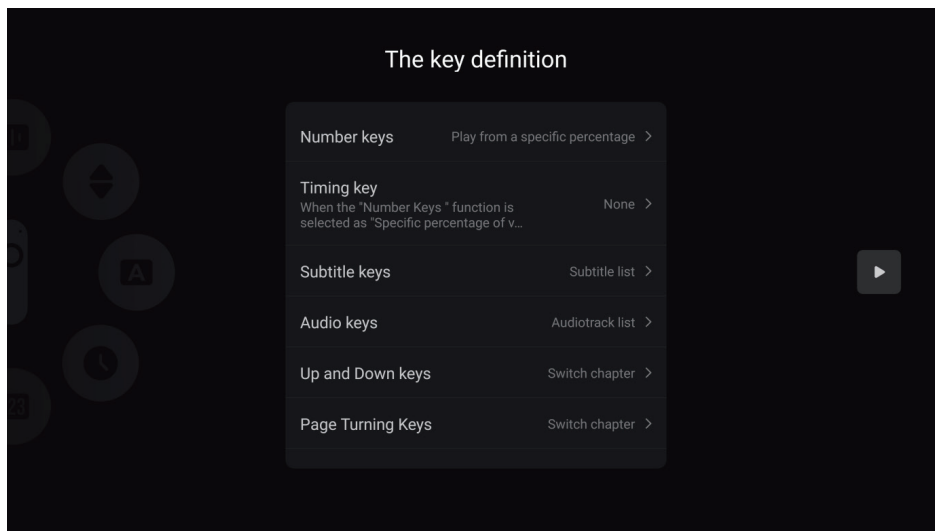 The key definition
Number keys Play from a specific percentage
Timing key
When the "Number Keys " function is
selected as "Specific percentage of v...
None
Subtitle keys Subtitle list
A
Audio keys Audiotrack list
Up and Down keys Switch chapter
23
Page Turning Keys Switch chapter